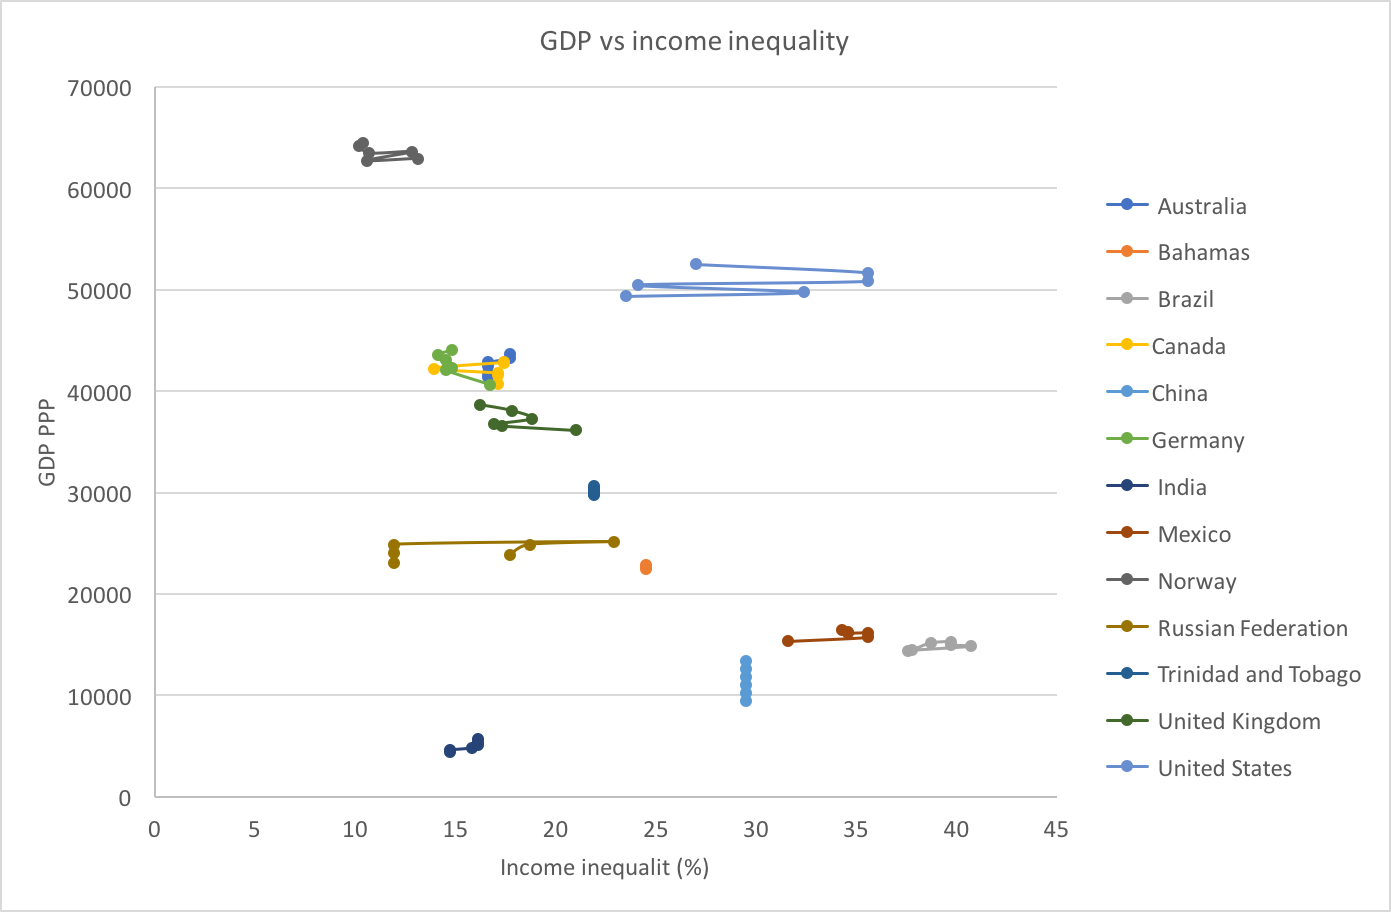 GDP vs income inequality
70000
60000
50000
40000
30000
20000
10000
0
GDP PPP
0 5 10 15 20 25 30 35 40 45
Income inequalit (%)
Australia
Bahamas
Brazil
Canada
China
Germany
India
Mexico
Norway
Russian Federation
Trinidad and Tobago
United Kingdom
United States